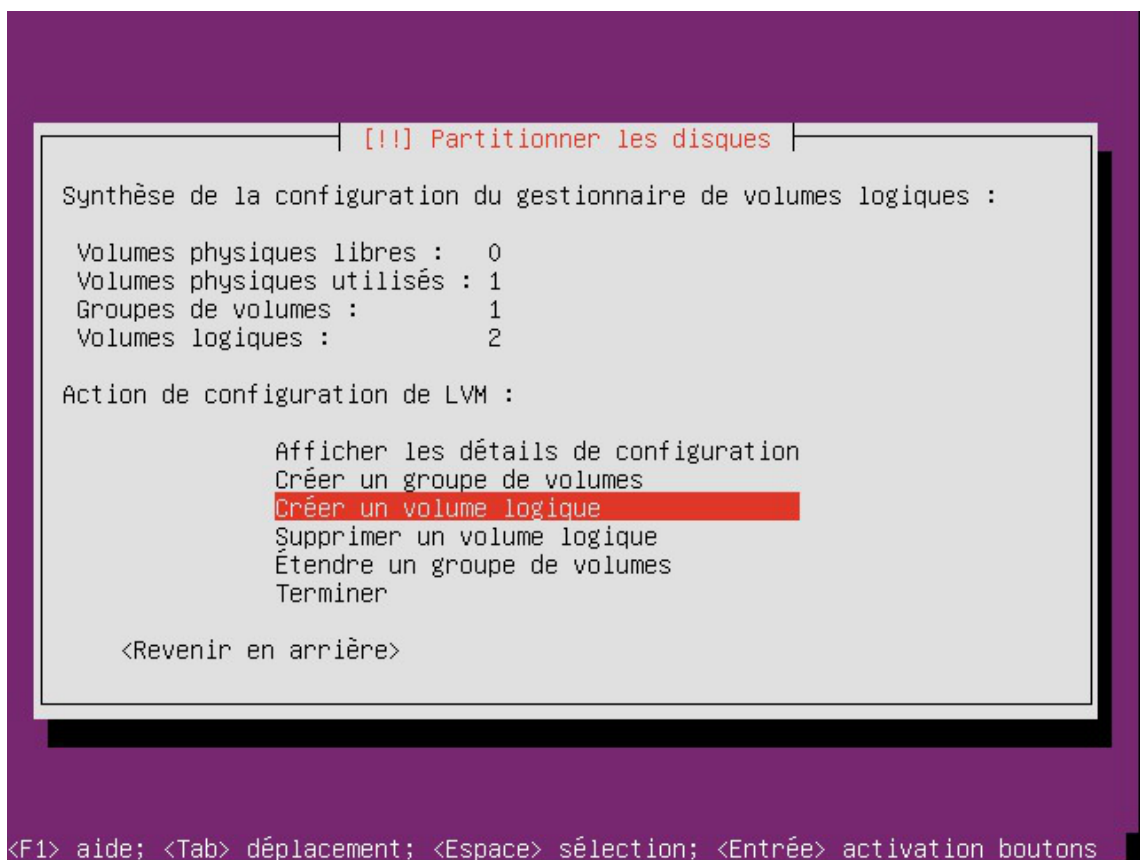 [!!] Partitionner les disques
Synthèse de la configuration du gestionnaire de volumes logiques :
Volumes physiques libres : 0
Volumes physiques utilisés : 1
Groupes de volumes : 1
Volumes logiques : 2
Action de configuration de LVM :
Afficher les détails de configuration
Créer un groupe de volumes
Créer un volume logique
Supprimer un volume logique
Étendre un groupe de volumes
Terminer
<Revenir en arrière>
<F1> aide; <Tab> déplacement; <Espace> sélection; <Entrée> activation boutons